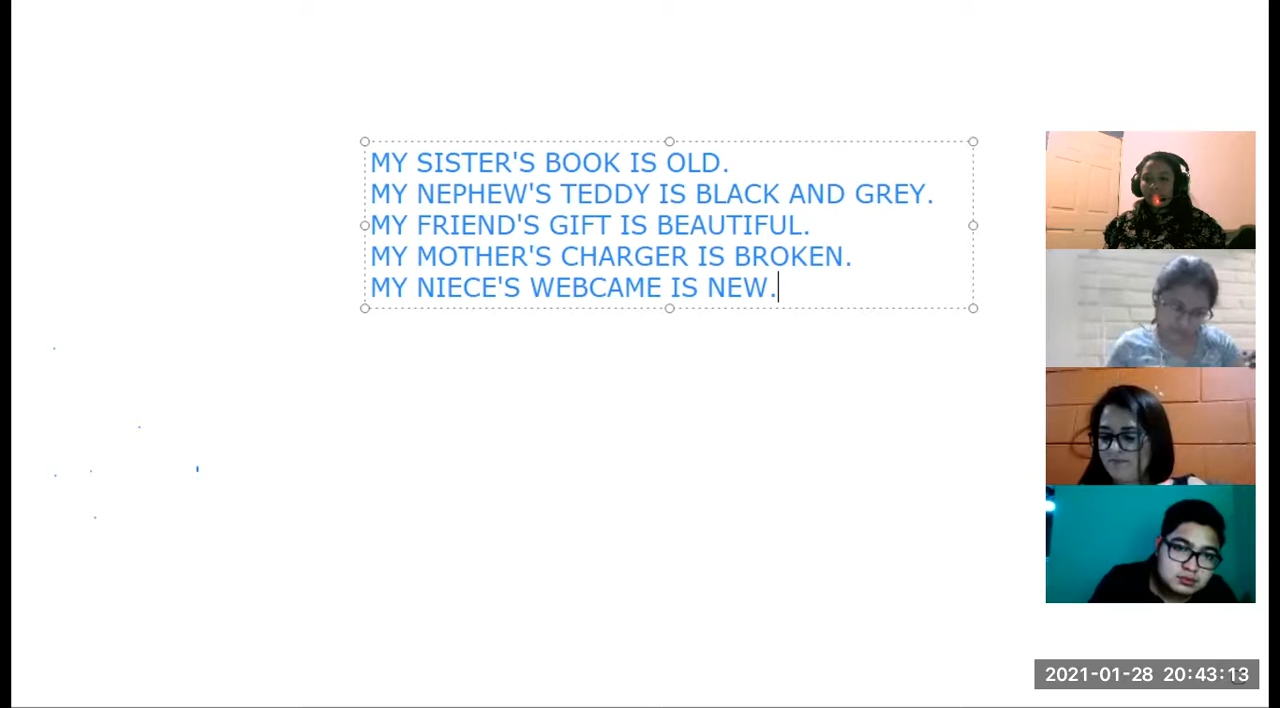 MY SISTER'S BOOK IS OLD.
MY NEPHEW'S TEDDY IS BLACK AND GREY.
MY FRIEND'S GIFT IS BEAUTIFUL.
MY MOTHER'S CHARGER IS BROKEN.
MY NIECE'S WEBCAME IS NEW.
2021-01-28 20:43:13